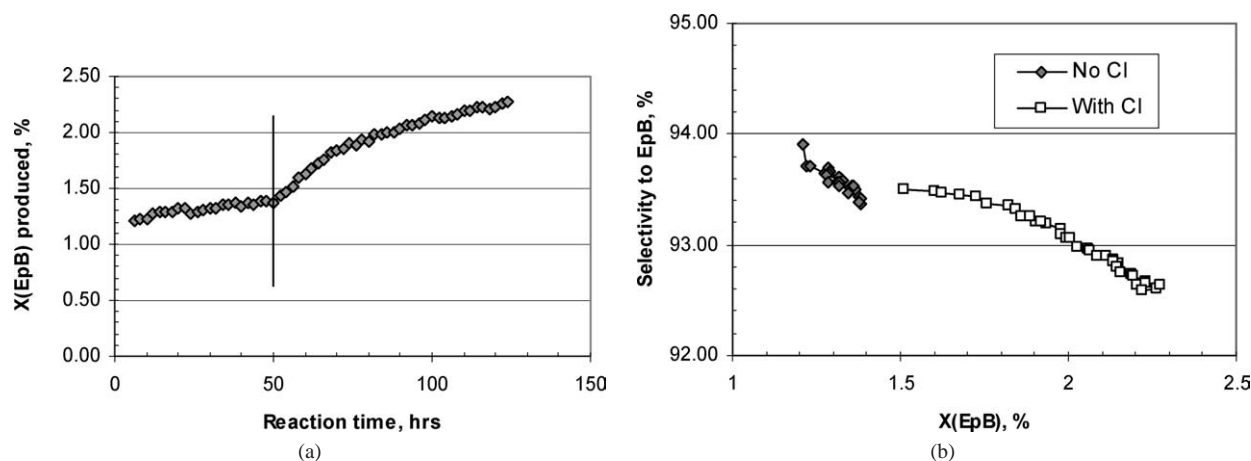 2.50
2.00
1.50
1.00
0.50
0.00
X(EpB) produced, %
0
50
100
150
Reaction time, hrs
(a)
95.00
94.00
93.00
92.00
Selectivity to EpB, %
No Cl
With Cl
1
1.5
2
2.5
X(EpB), %
(b)